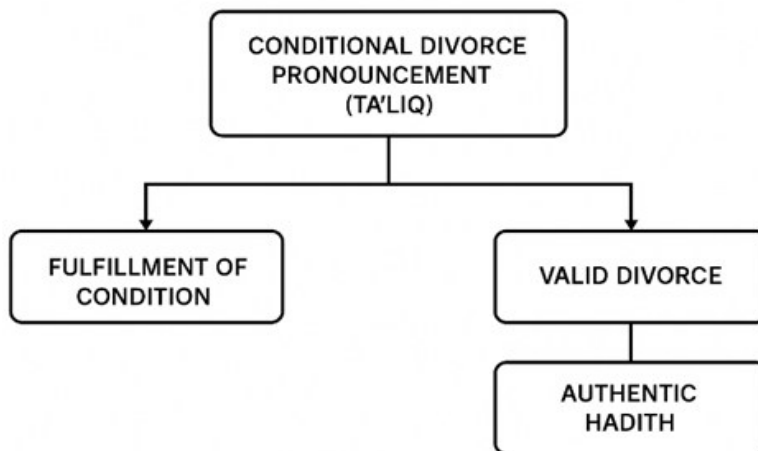 CONDITIONAL DIVORCE
PRONOUNCEMENT
(TA'LIQ)
FULFILLMENT OF
CONDITION
VALID DIVORCE
AUTHENTIC
HADITH